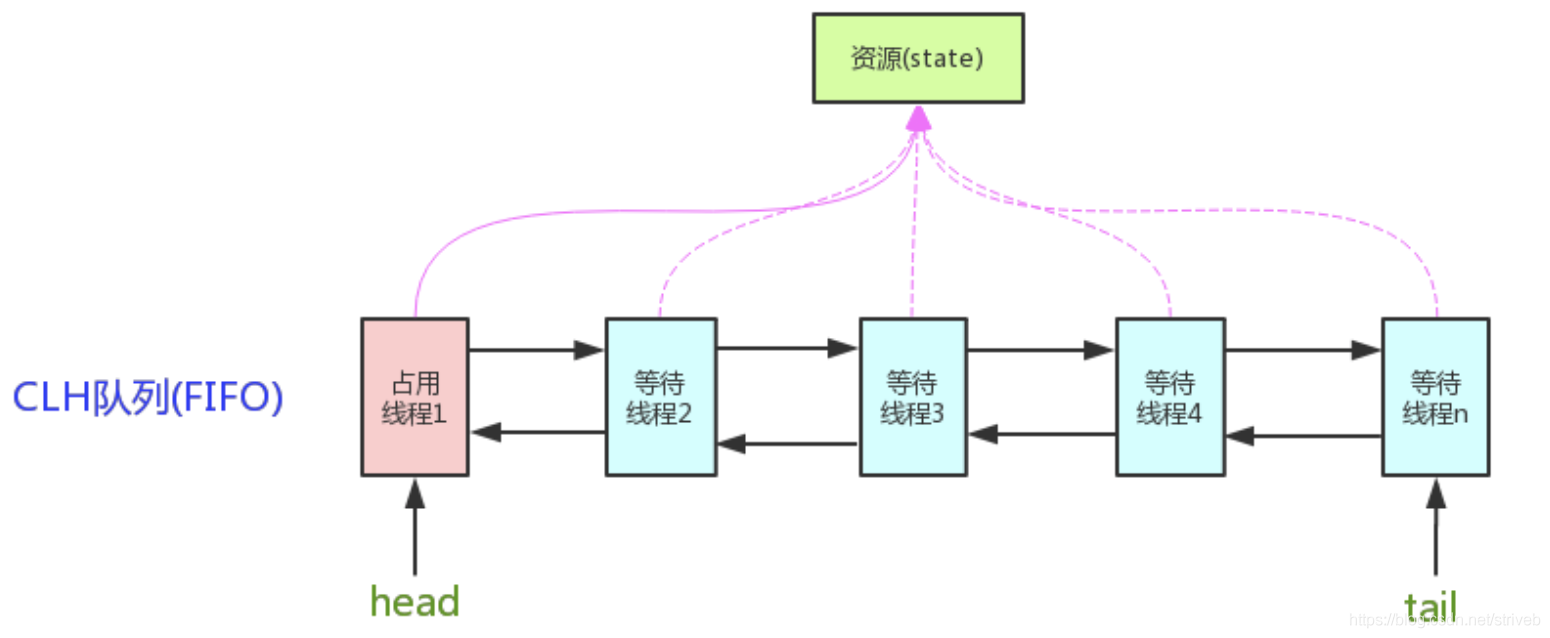 资源(state)
CLH队列(FIFO)
占用
线程1
等待
线程2
等待
线程3
等待
线程4
等待
线程n
head
tail
https://blog.csdn.net/striveb